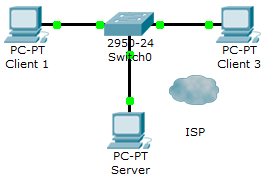 PC-PT
Client 1
2950-24
Switch0
PC-PT
Client 3
ISP
PC-PT
Server